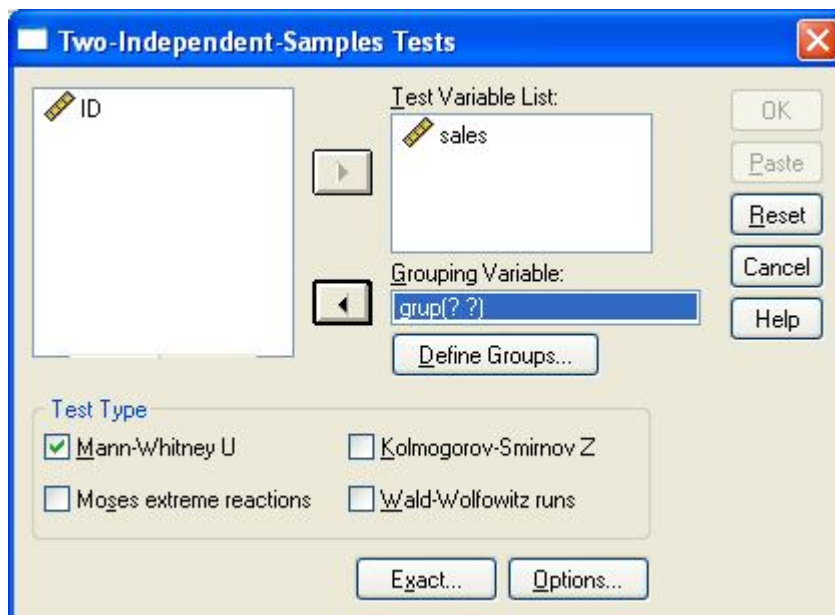 Two-Independent-Samples Tests
ID
Test Variable List:
sales
Grouping Variable:
grup(? ?)
Define Groups...
OK
Paste
Reset
Cancel
Help
Test Type
Mann-Whitney U
Kolmogorov-Smirnov Z
Moses extreme reactions
Wald-Wolfowitz runs
Exact...
Options...